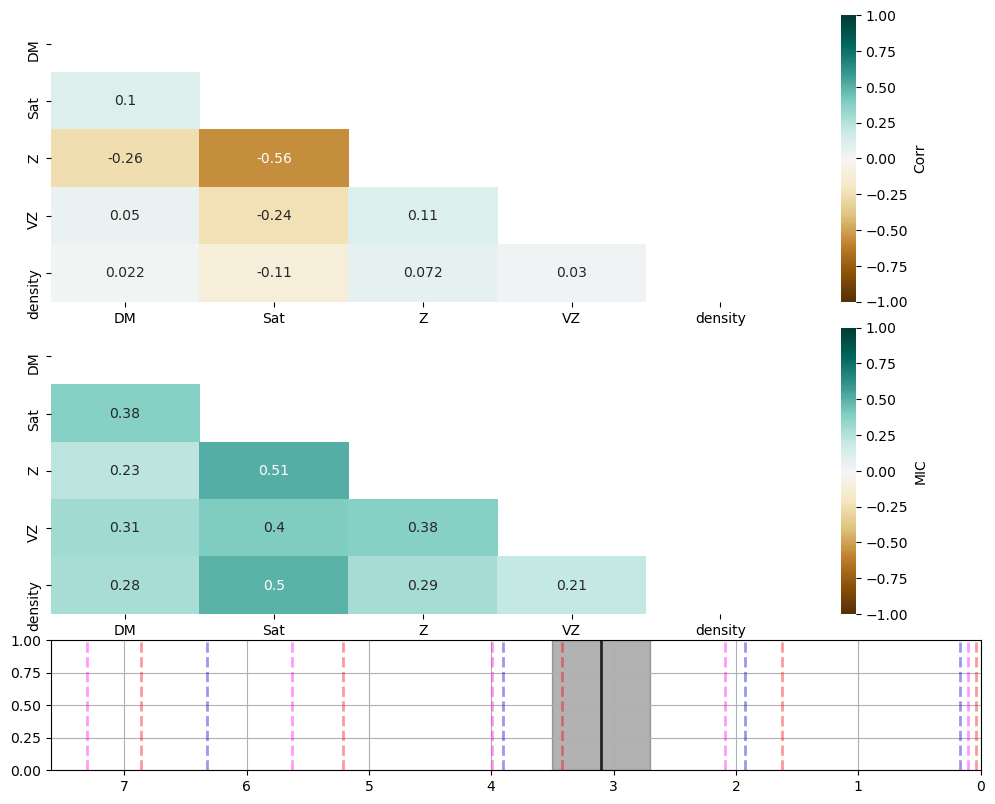 DM
Sat
Z
VZ
density
0.1
-0.26 -0.56
0.05 -0.24 0.11
0.022 -0.11 0.072 0.03
DM Sat Z VZ density
1.00
0.75
0.50
0.25
0.00
−0.25
−0.50
−0.75
−1.00
Corr
DM
Sat
Z
VZ
density
0.38
0.23 0.51
0.31 0.4 0.38
0.28 0.5 0.29 0.21
DM Sat Z VZ density
1.00
0.75
0.50
0.25
0.00
−0.25
−0.50
−0.75
−1.00
MIC
1.00
0.75
0.50
0.25
0.00
7 6 5 4 3 2 1 0